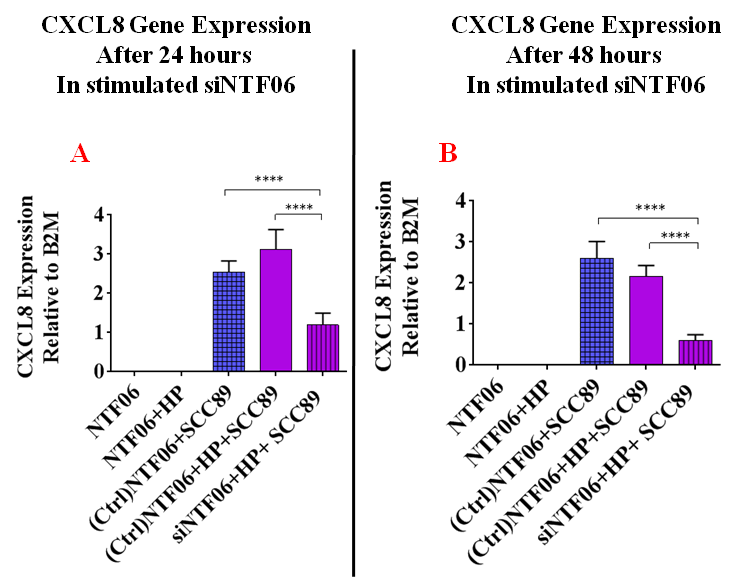 CXCL8 Gene Expression
After 24 hours
In stimulated siNTF06
A
****
****
CXCL8 Expression
Relative to B2M
4
3
2
1
0
NTF06
NTF06+HP
(Ctrl)NTF06+SCC89
(Ctrl)NTF06+HP+SCC89
siNTF06+HP+ SCC89
CXCL8 Gene Expression
After 48 hours
In stimulated siNTF06
B
****
****
CXCL8 Expression
Relative to B2M
4
3
2
1
0
NTF06
NTF06+HP
(Ctrl)NTF06+SCC89
(Ctrl)NTF06+HP+SCC89
siNTF06+HP+ SCC89